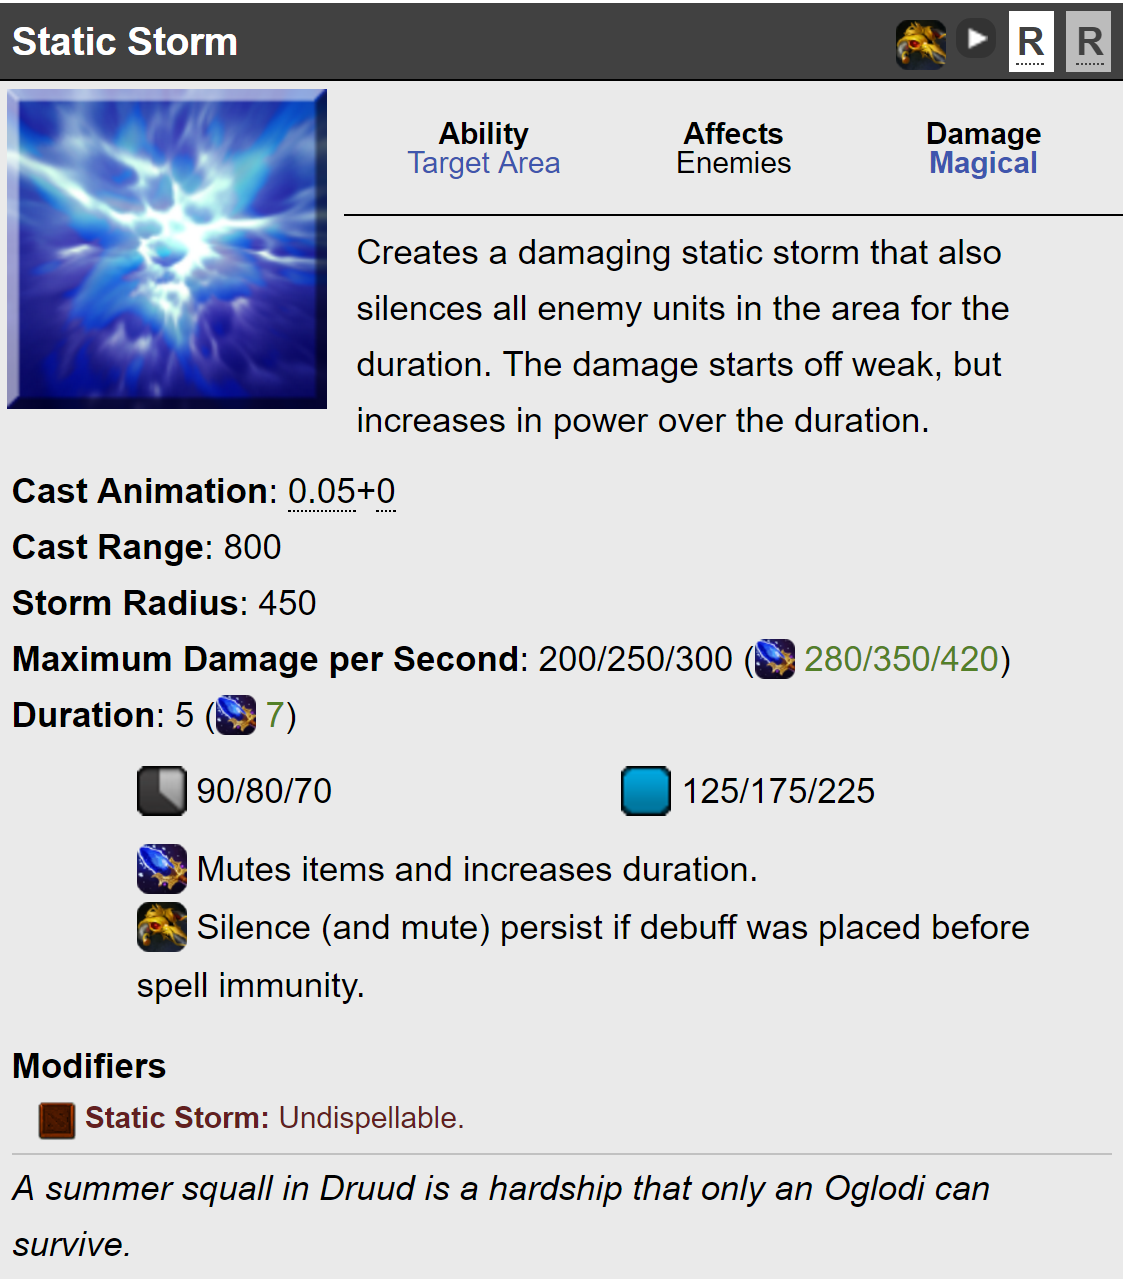 Static Storm R R
Ability Affects Damage
Target Area Enemies Magical
Creates a damaging static storm that also
silences all enemy units in the area for the
duration. The damage starts off weak, but
increases in power over the duration.
Cast Animation: 0.05+0
Cast Range: 800
Storm Radius: 450
Maximum Damage per Second: 200/250/300 ( 280/350/420)
Duration: 5 ( 7)
90/80/70 125/175/225
Mutes items and increases duration.
Silence (and mute) persist if debuff was placed before
spell immunity.
Modifiers
Static Storm: Undispellable.
A summer squall in Druud is a hardship that only an Oglodi can
survive.